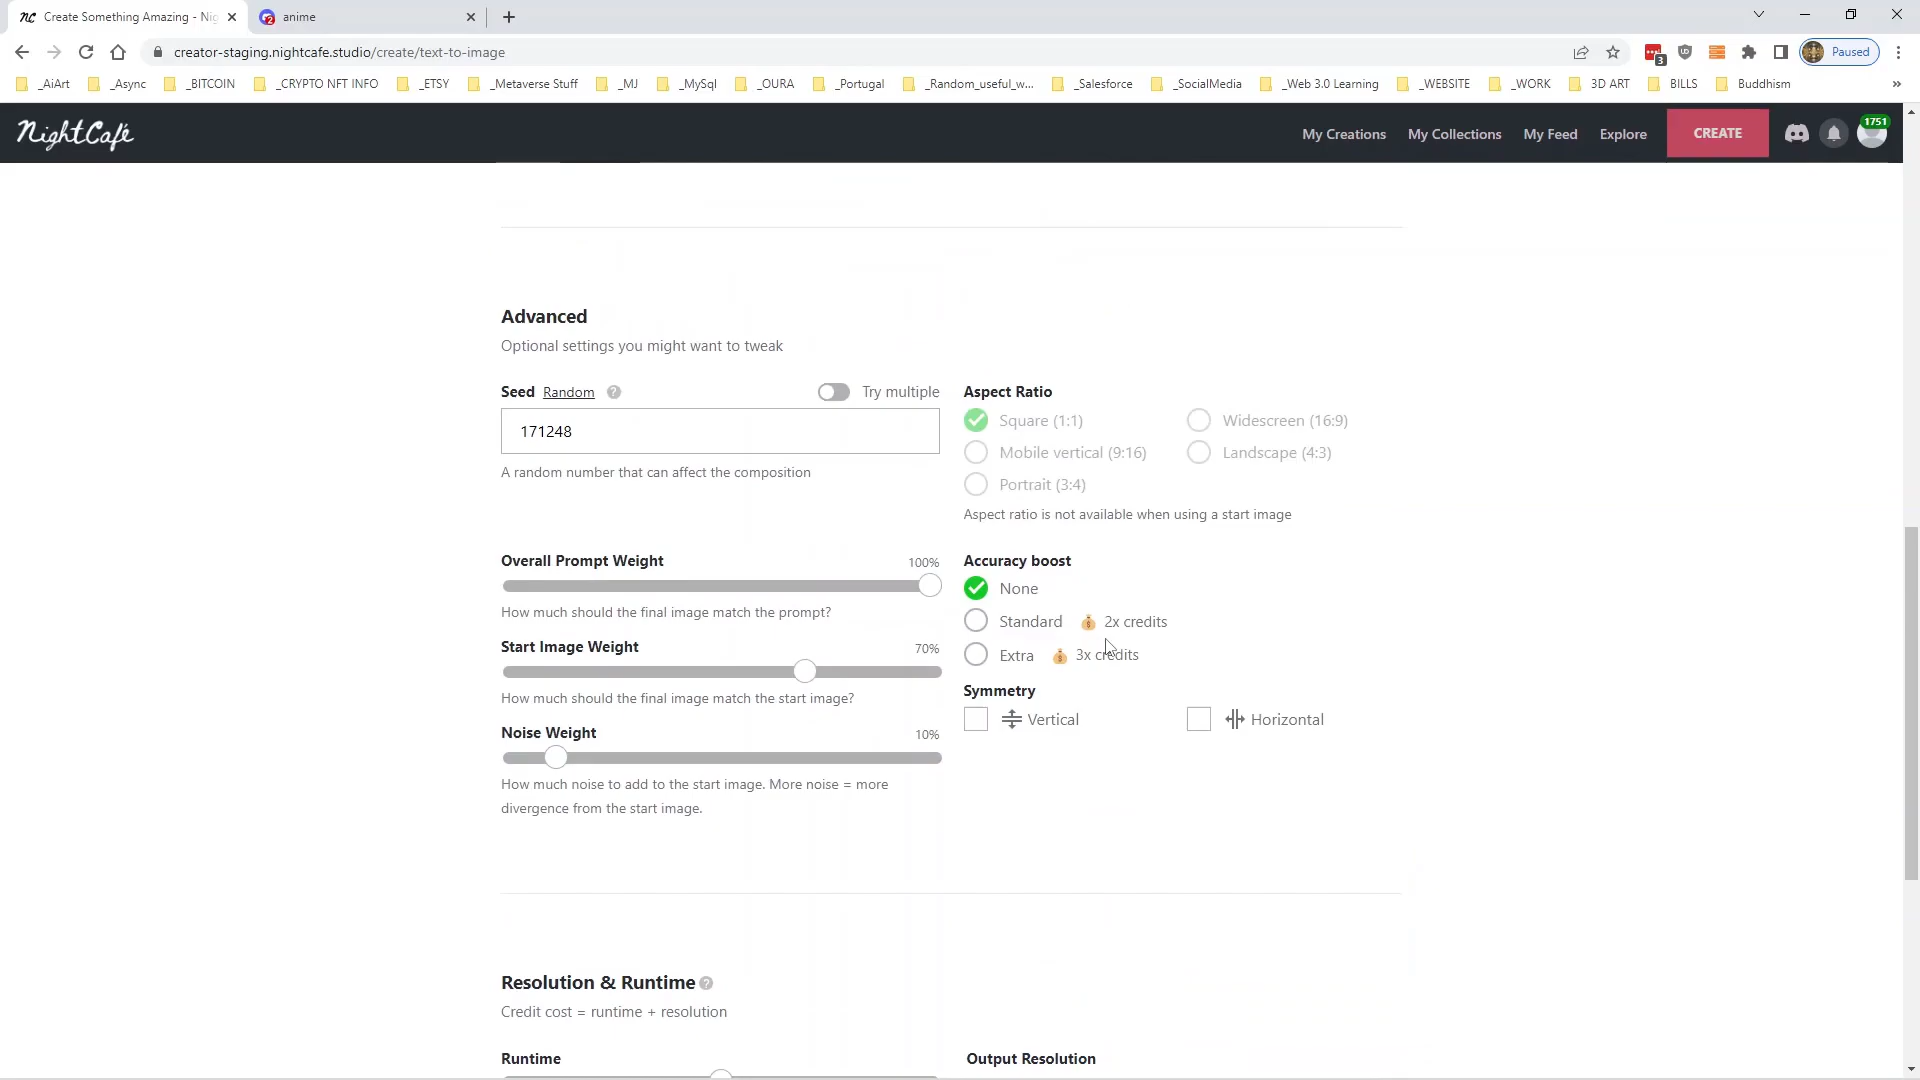 Create Something Amazing - Nig
anime
creator-staging.nightcafe.studio/create/text-to-image
3
Paused
_AiArt
_Async
_BITCOIN
_CRYPTO NFT INFO
_ETSY
_Metaverse Stuff
_MJ
_MySql
_OURA
_Portugal
_Random_useful_w...
_Salesforce
_SocialMedia
_Web 3.0 Learning
_WEBSITE
_WORK
3D ART
BILLS
Buddhism
»
NightCafé
My Creations
My Collections
My Feed
Explore
CREATE
1751
Advanced
Optional settings you might want to tweak
Seed Random ?
Try multiple
171248
A random number that can affect the composition
Aspect Ratio
Square (1:1)
Widescreen (16:9)
Mobile vertical (9:16)
Landscape (4:3)
Portrait (3:4)
Aspect ratio is not available when using a start image
Overall Prompt Weight
100%
How much should the final image match the prompt?
Start Image Weight
70%
How much should the final image match the start image?
Noise Weight
10%
How much noise to add to the start image. More noise = more
divergence from the start image.
Accuracy boost
None
Standard 2x credits
Extra 3x credits
Symmetry
Vertical
Horizontal
Resolution & Runtime ?
Credit cost = runtime + resolution
Runtime
Output Resolution